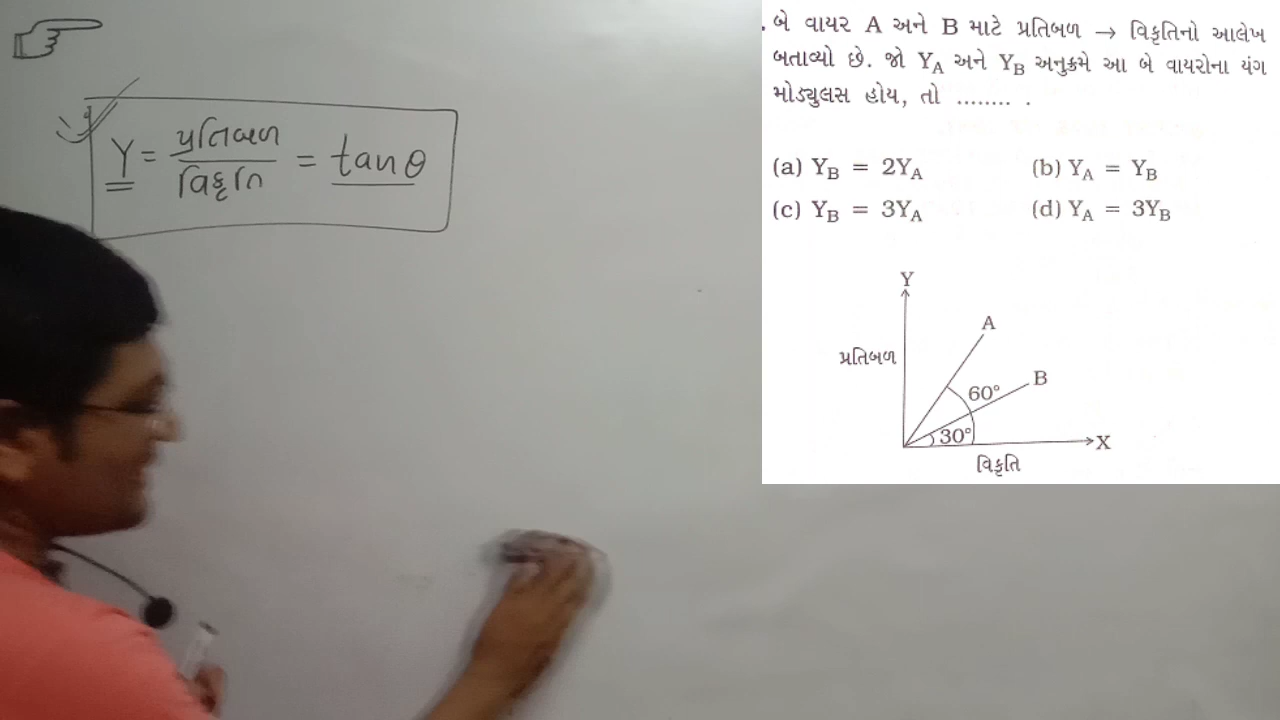 Y = પ્રતિબળ / વિકૃતિ = tan θ
બે વાયર A અને B માટે પ્રતિબળ → વિકૃતિનો આલેખ
બતાવ્યો છે. જો Y_A અને Y_B અનુક્રમે આ બે વાયરોના યંગ
મોડ્યુલસ હોય, તો ........ .
(a) Y_B = 2Y_A (b) Y_A = Y_B
(c) Y_B = 3Y_A (d) Y_A = 3Y_B
Y
A
પ્રતિબળ
B
60°
30°
X
વિકૃતિ